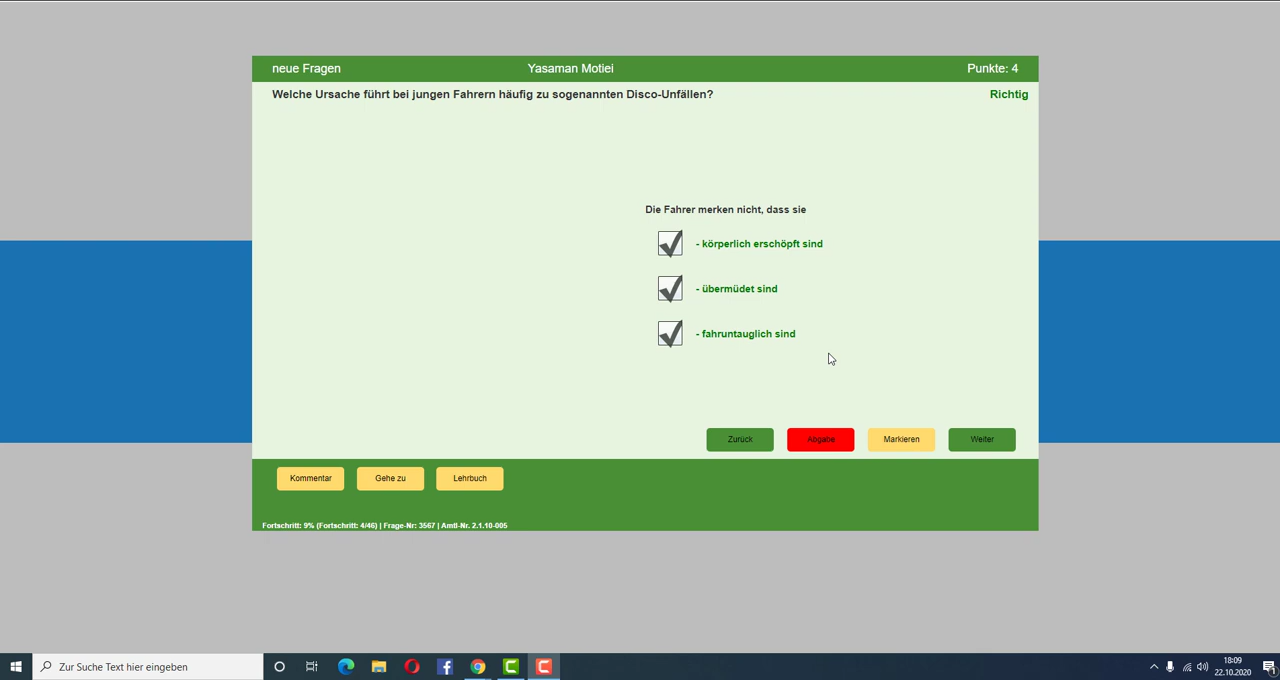 neue Fragen Yasaman Motiei Punkte: 4
Welche Ursache führt bei jungen Fahrern häufig zu sogenannten Disco-Unfällen? Richtig
Die Fahrer merken nicht, dass sie
- körperlich erschöpft sind
- übermüdet sind
- fahruntauglich sind
Zurück Abgabe Markieren Weiter
Kommentar Gehe zu Lehrbuch
Fortschritt: 9% (Fortschritt: 4/46) | Frage-Nr: 3567 | Amtl-Nr. 2.1.10-005
Zur Suche Text hier eingeben
18:09
22.10.2020
1